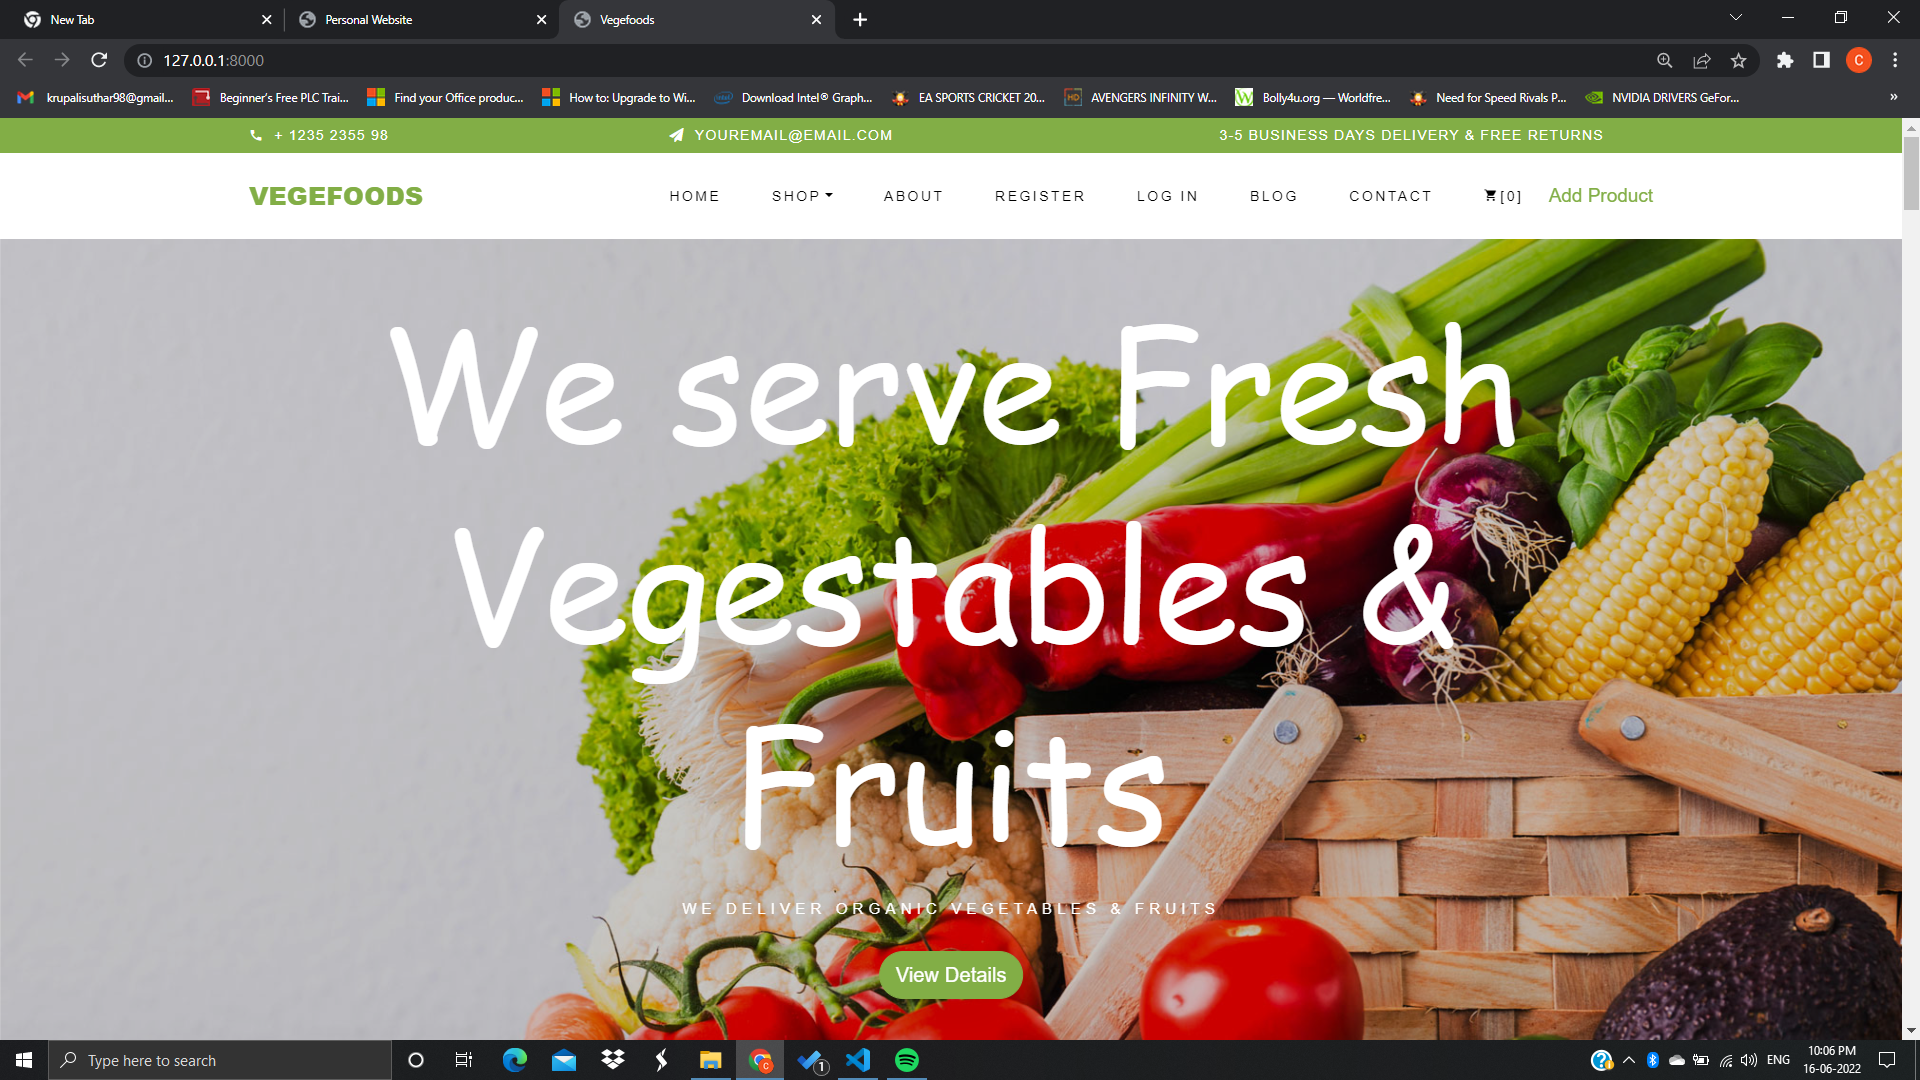 New Tab
Personal Website
Vegefoods
127.0.0.1:8000
C
krupalisuthar98@gmail...
Beginner's Free PLC Trai...
Find your Office produc...
How to: Upgrade to Wi...
Download Intel® Graph...
EA SPORTS CRICKET 20...
AVENGERS INFINITY W...
Bolly4u.org — Worldfre...
Need for Speed Rivals P...
NVIDIA DRIVERS GeFor...
»
+ 1235 2355 98
YOUREMAIL@EMAIL.COM
3-5 BUSINESS DAYS DELIVERY & FREE RETURNS
VEGEFOODS
HOME
SHOP
ABOUT
REGISTER
LOG IN
BLOG
CONTACT
[0]
Add Product
We serve Fresh
Vegestables &
Fruits
WE DELIVER ORGANIC VEGETABLES & FRUITS
View Details
Type here to search
C
1
ENG
10:06 PM
16-06-2022